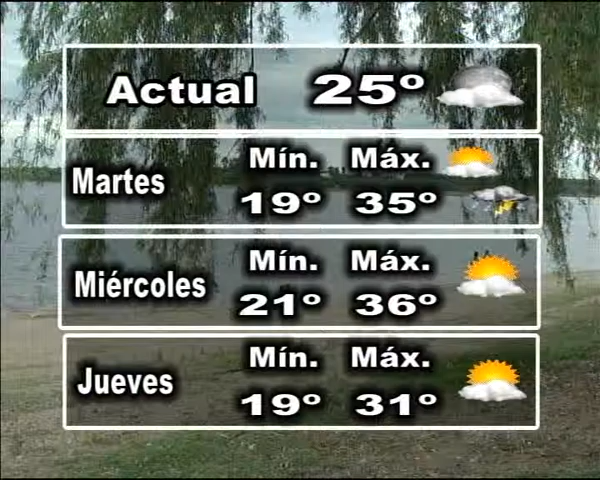 Actual 25º
Mín. Máx.
Martes 19º 35º
Mín. Máx.
Miércoles 21º 36º
Mín. Máx.
Jueves 19º 31º